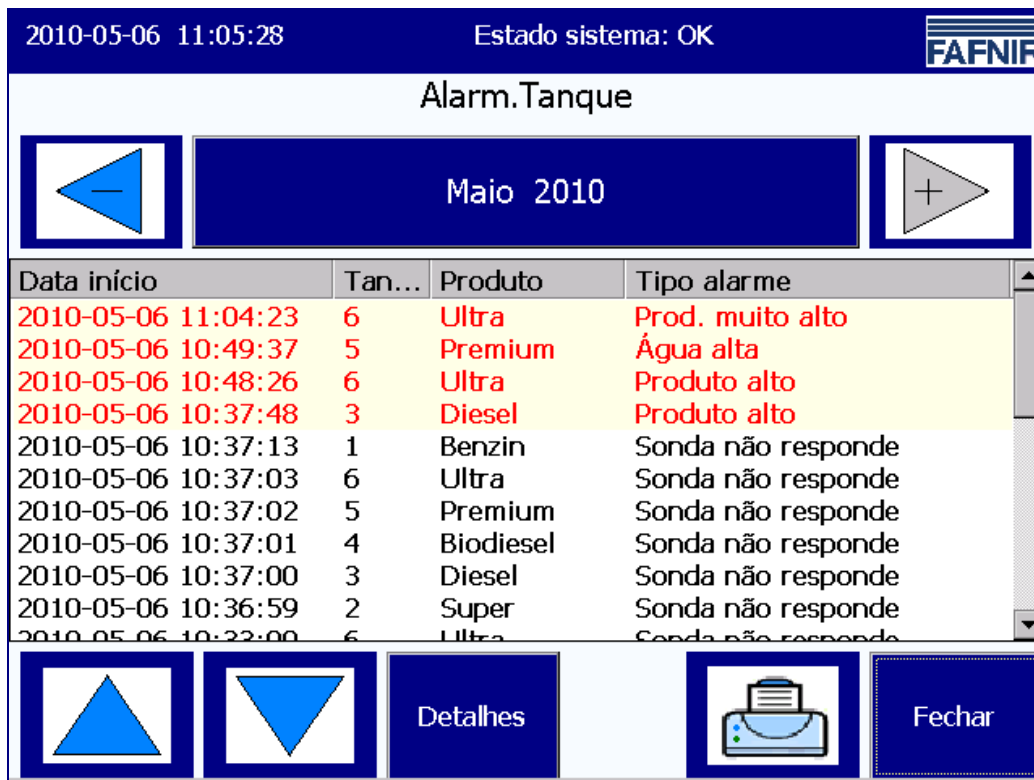 2010-05-06 11:05:28 Estado sistema: OK FAFNIR
Alarm.Tanque
− Maio 2010 +
Data início Tan... Produto Tipo alarme
2010-05-06 11:04:23 6 Ultra Prod. muito alto
2010-05-06 10:49:37 5 Premium Água alta
2010-05-06 10:48:26 6 Ultra Produto alto
2010-05-06 10:37:48 3 Diesel Produto alto
2010-05-06 10:37:13 1 Benzin Sonda não responde
2010-05-06 10:37:03 6 Ultra Sonda não responde
2010-05-06 10:37:02 5 Premium Sonda não responde
2010-05-06 10:37:01 4 Biodiesel Sonda não responde
2010-05-06 10:37:00 3 Diesel Sonda não responde
2010-05-06 10:36:59 2 Super Sonda não responde
6 Ultra Sonda não responde
Detalhes Fechar